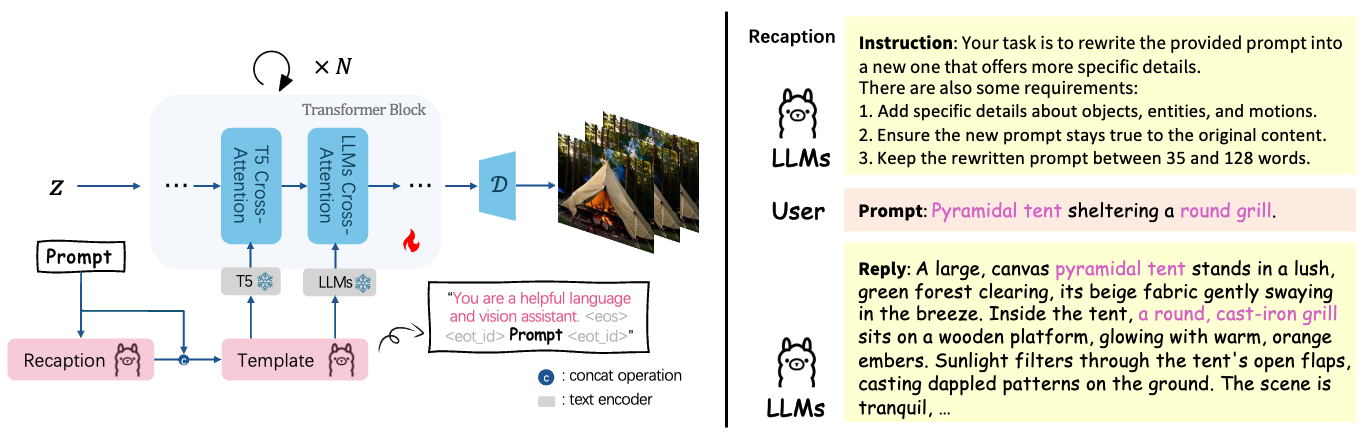 × N
Transformer Block
T5 Cross-
Attention
LLMs Cross-
Attention
z
...
...
𝒟
Prompt
T5
LLMs
Recaption
c
Template
"You are a helpful language
and vision assistant. <eos>
<eot_id> Prompt <eot_id>"
c : concat operation
: text encoder
Recaption
LLMs
Instruction: Your task is to rewrite the provided prompt into
a new one that offers more specific details.
There are also some requirements:
1. Add specific details about objects, entities, and motions.
2. Ensure the new prompt stays true to the original content.
3. Keep the rewritten prompt between 35 and 128 words.
User
Prompt: Pyramidal tent sheltering a round grill.
LLMs
Reply: A large, canvas pyramidal tent stands in a lush,
green forest clearing, its beige fabric gently swaying
in the breeze. Inside the tent, a round, cast-iron grill
sits on a wooden platform, glowing with warm, orange
embers. Sunlight filters through the tent's open flaps,
casting dappled patterns on the ground. The scene is
tranquil, ...